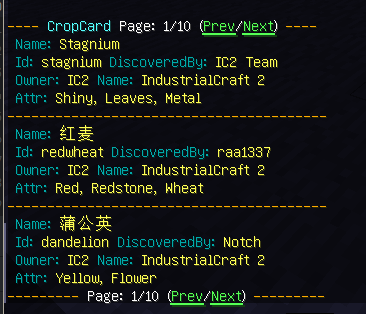 ---- CropCard Page: 1/10 (Prev/Next) ----
Name: Stagnium
Id: stagnium DiscoveredBy: IC2 Team
Owner: IC2 Name: IndustrialCraft 2
Attr: Shiny, Leaves, Metal
------------------------------------
Name: 红麦
Id: redwheat DiscoveredBy: raa1337
Owner: IC2 Name: IndustrialCraft 2
Attr: Red, Redstone, Wheat
------------------------------------
Name: 蒲公英
Id: dandelion DiscoveredBy: Notch
Owner: IC2 Name: IndustrialCraft 2
Attr: Yellow, Flower
--------- Page: 1/10 (Prev/Next) ---------